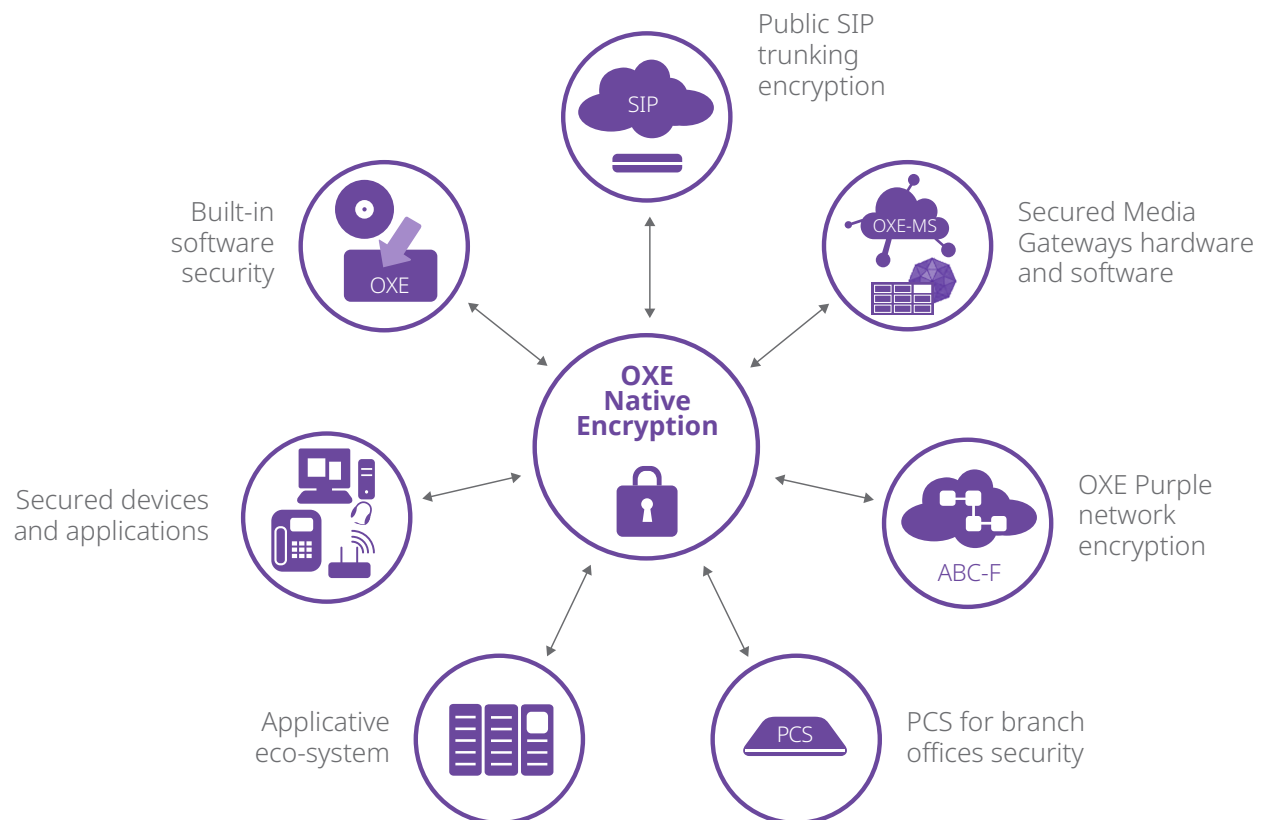 Public SIP
trunking
encryption
SIP
Built-in
software
security
OXE
OXE-MS
Secured Media
Gateways hardware
and software
OXE
Native
Encryption
Secured devices
and applications
OXE Purple
network
encryption
ABC-F
Applicative
eco-system
PCS
PCS for branch
offices security